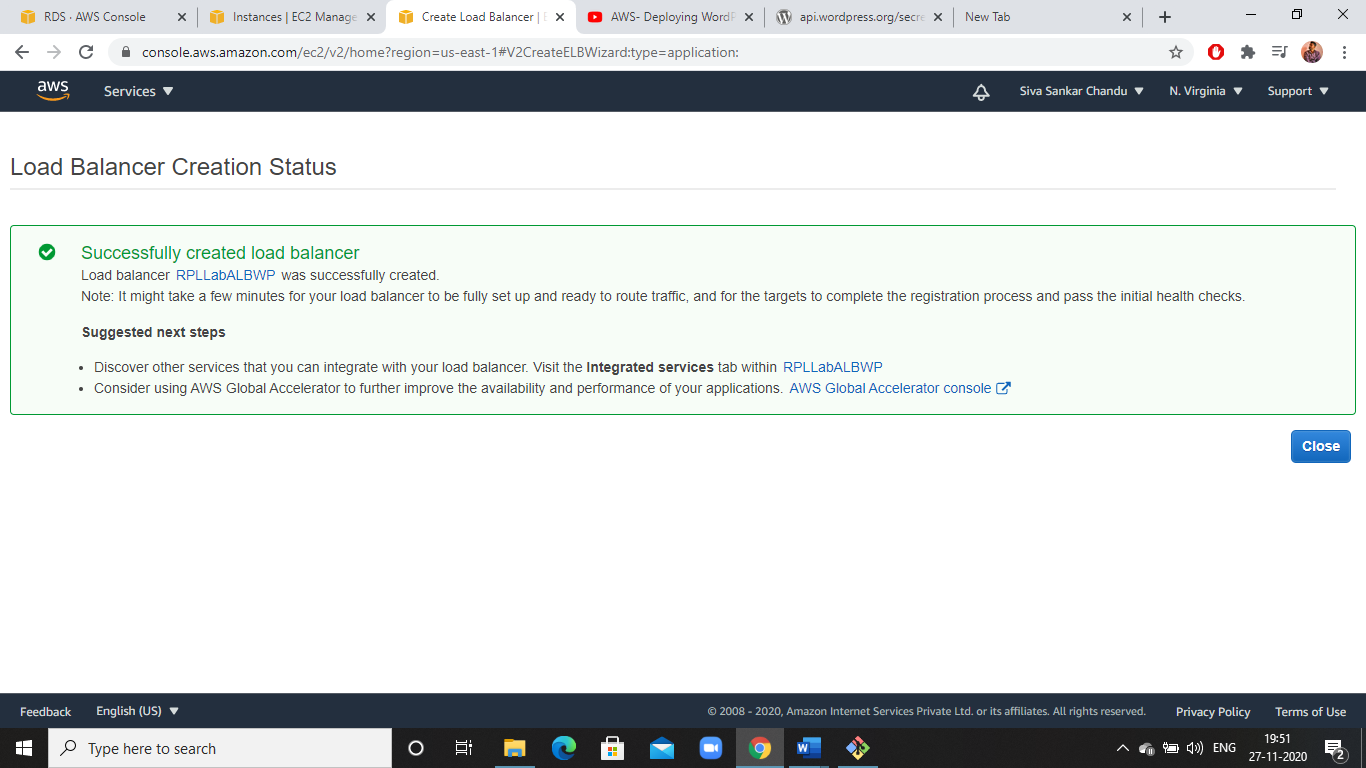 RDS · AWS Console
Instances | EC2 Manage
Create Load Balancer | E
AWS- Deploying WordP
api.wordpress.org/secre
New Tab
console.aws.amazon.com/ec2/v2/home?region=us-east-1#V2CreateELBWizard:type=application:
aws
Services
Siva Sankar Chandu
N. Virginia
Support
Load Balancer Creation Status
Successfully created load balancer
Load balancer RPLLabALBWP was successfully created.
Note: It might take a few minutes for your load balancer to be fully set up and ready to route traffic, and for the targets to complete the registration process and pass the initial health checks.
Suggested next steps
• Discover other services that you can integrate with your load balancer. Visit the Integrated services tab within RPLLabALBWP
• Consider using AWS Global Accelerator to further improve the availability and performance of your applications. AWS Global Accelerator console
Close
Feedback
English (US)
© 2008 - 2020, Amazon Internet Services Private Ltd. or its affiliates. All rights reserved.
Privacy Policy
Terms of Use
Type here to search
W
ENG
19:51
27-11-2020
2